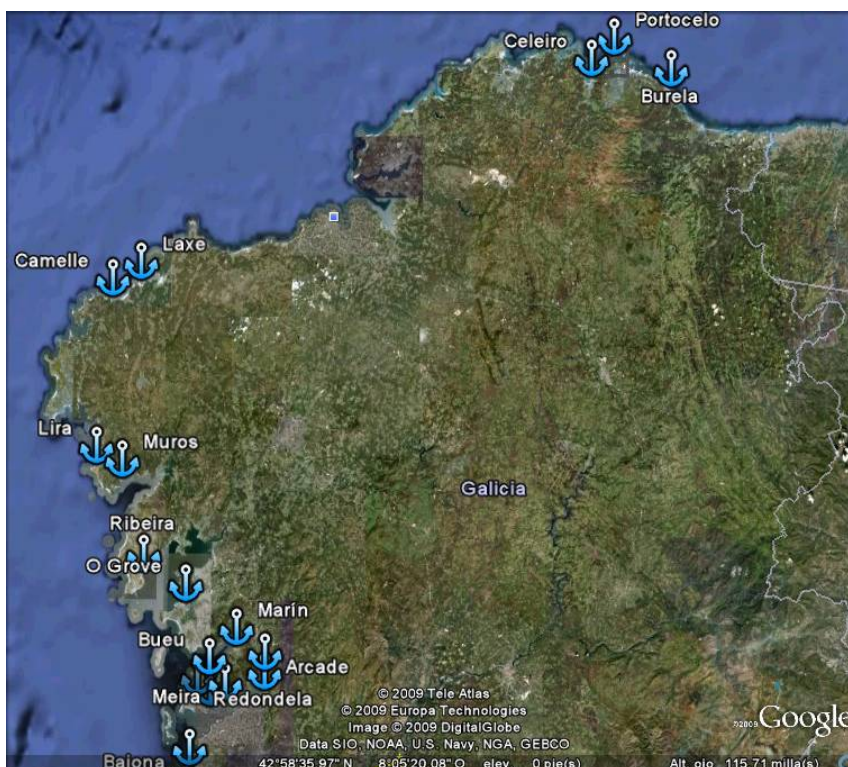 Portocelo
Celeiro
Burela
Laxe
Camelle
Lira
Muros
Galicia
Ribeira
O Grove
Marín
Bueu
Arcade
Meira
Redondela
© 2009 Tele Atlas
© 2009 Europa Technologies
Image © 2009 DigitalGlobe
©2009 Google
Data SIO, NOAA, U.S. Navy, NGA, GEBCO
Baiona
42°58'35.97" N 8°05'20.08" O elev 0 pie(s) Alt. ojo 115.71 milla(s)